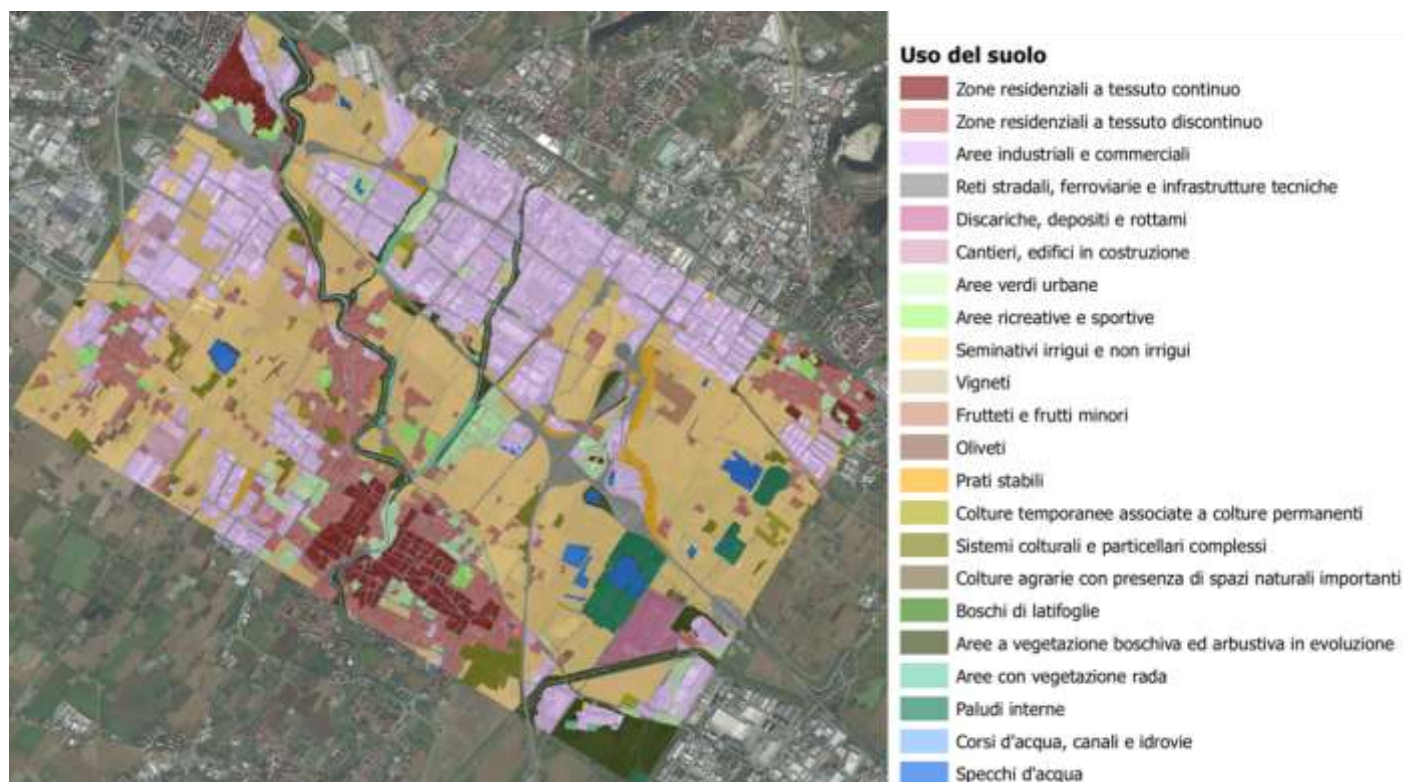 Uso del suolo
Zone residenziali a tessuto continuo
Zone residenziali a tessuto discontinuo
Aree industriali e commerciali
Reti stradali, ferroviarie e infrastrutture tecniche
Discariche, depositi e rottami
Cantieri, edifici in costruzione
Aree verdi urbane
Aree ricreative e sportive
Seminativi irrigui e non irrigui
Vigneti
Frutteti e frutti minori
Oliveti
Prati stabili
Colture temporanee associate a colture permanenti
Sistemi colturali e particellari complessi
Colture agrarie con presenza di spazi naturali importanti
Boschi di latifoglie
Aree a vegetazione boschiva ed arbustiva in evoluzione
Aree con vegetazione rada
Paludi interne
Corsi d'acqua, canali e idrovie
Specchi d'acqua